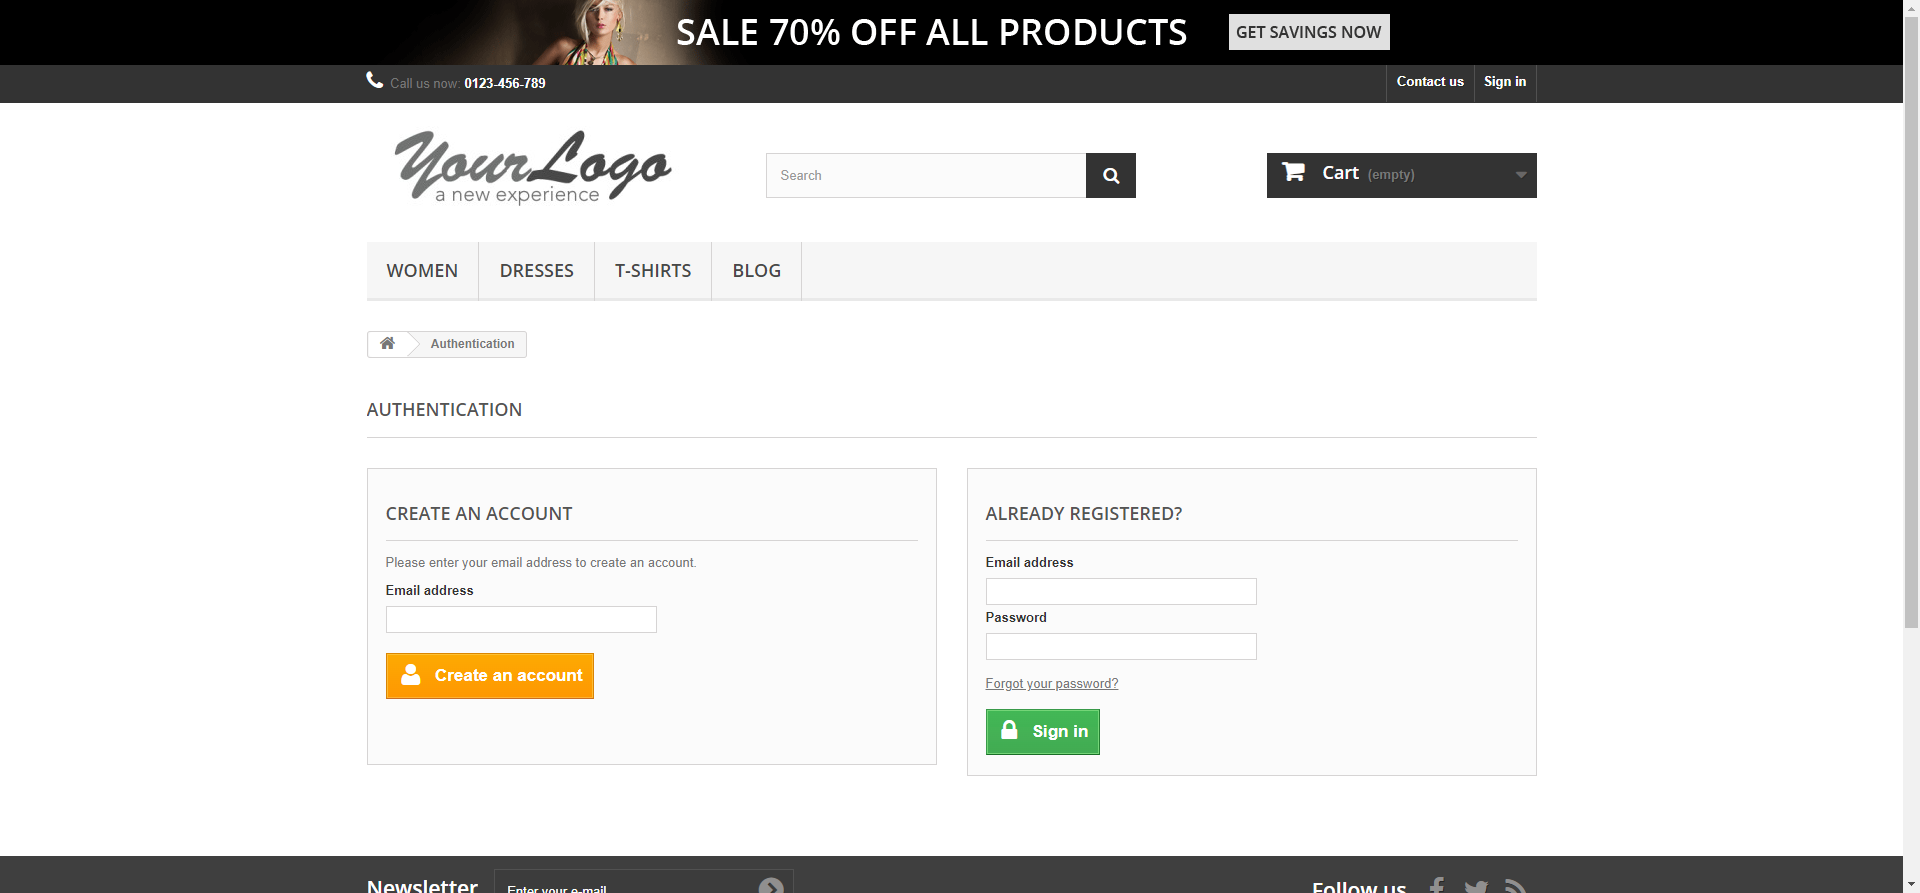 SALE 70% OFF ALL PRODUCTS
GET SAVINGS NOW
Call us now: 0123-456-789
Contact us
Sign in
YourLogo
a new experience
Search
Cart (empty)
WOMEN
DRESSES
T-SHIRTS
BLOG
Authentication
AUTHENTICATION
CREATE AN ACCOUNT
Please enter your email address to create an account.
Email address
Create an account
ALREADY REGISTERED?
Email address
Password
Forgot your password?
Sign in
Newsletter
Enter your e-mail
Follow us